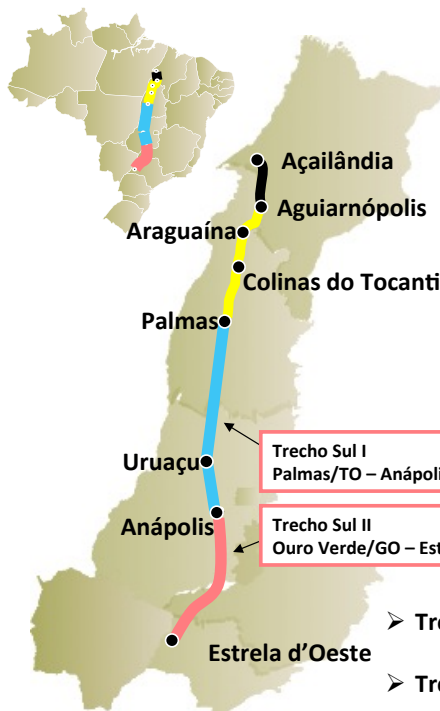 Açailândia
Aguiarnópolis
Araguaína
Colinas do Tocanti
Palmas
Trecho Sul I
Palmas/TO – Anápoli
Uruaçu
Anápolis
Trecho Sul II
Ouro Verde/GO – Est
➢ Tre
Estrela d’Oeste
➢ Tre